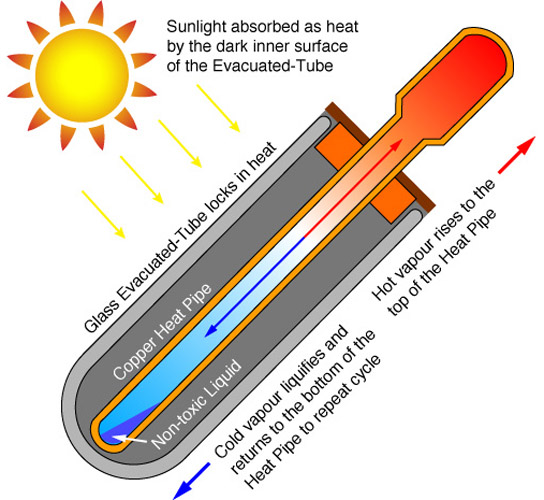 Sunlight absorbed as heat
by the dark inner surface
of the Evacuated-Tube
Glass Evacuated-Tube locks in heat
Copper Heat Pipe
Non-toxic Liquid
Hot vapour rises to the
top of the Heat Pipe
Cold vapour liquifies and
returns to the bottom of the
Heat Pipe to repeat cycle